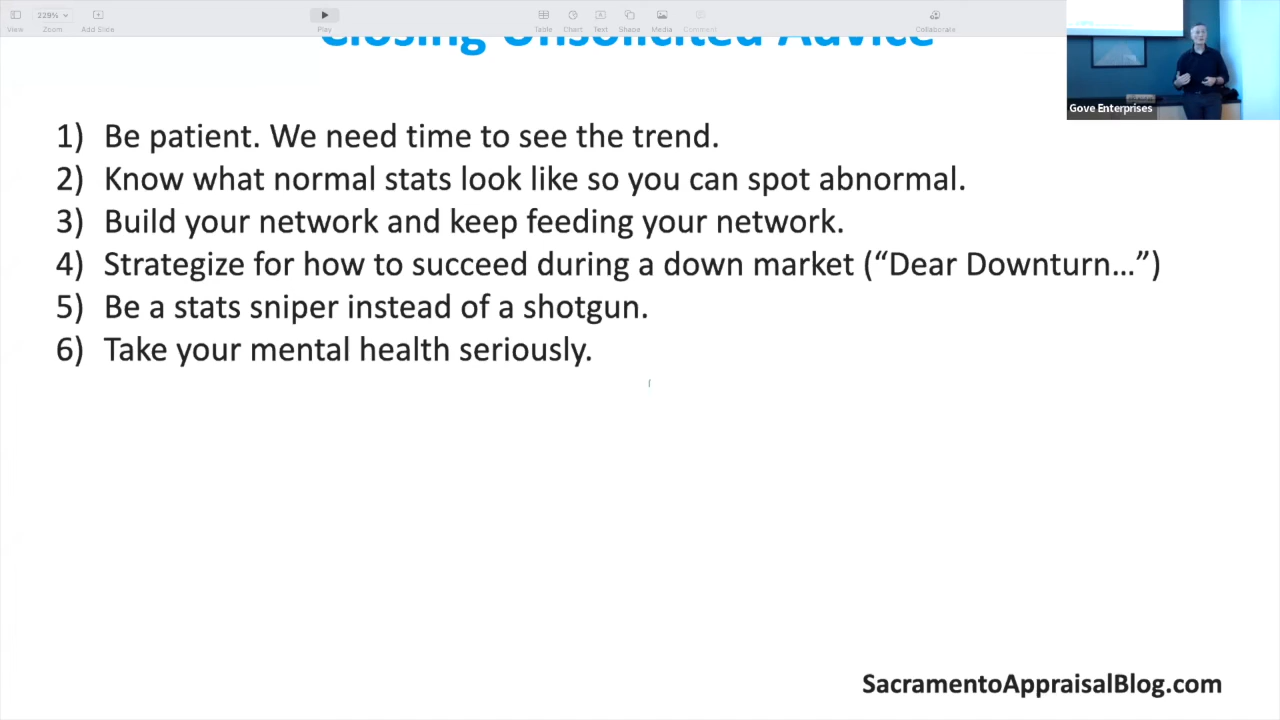 229%
View
Zoom
Add Slide
Play
Table
Chart
Text
Shape
Media
Comment
Collaborate
Closing Unsolicited Advice
Gove Enterprises
1) Be patient. We need time to see the trend.
2) Know what normal stats look like so you can spot abnormal.
3) Build your network and keep feeding your network.
4) Strategize for how to succeed during a down market (“Dear Downturn...”)
5) Be a stats sniper instead of a shotgun.
6) Take your mental health seriously.
SacramentoAppraisalBlog.com